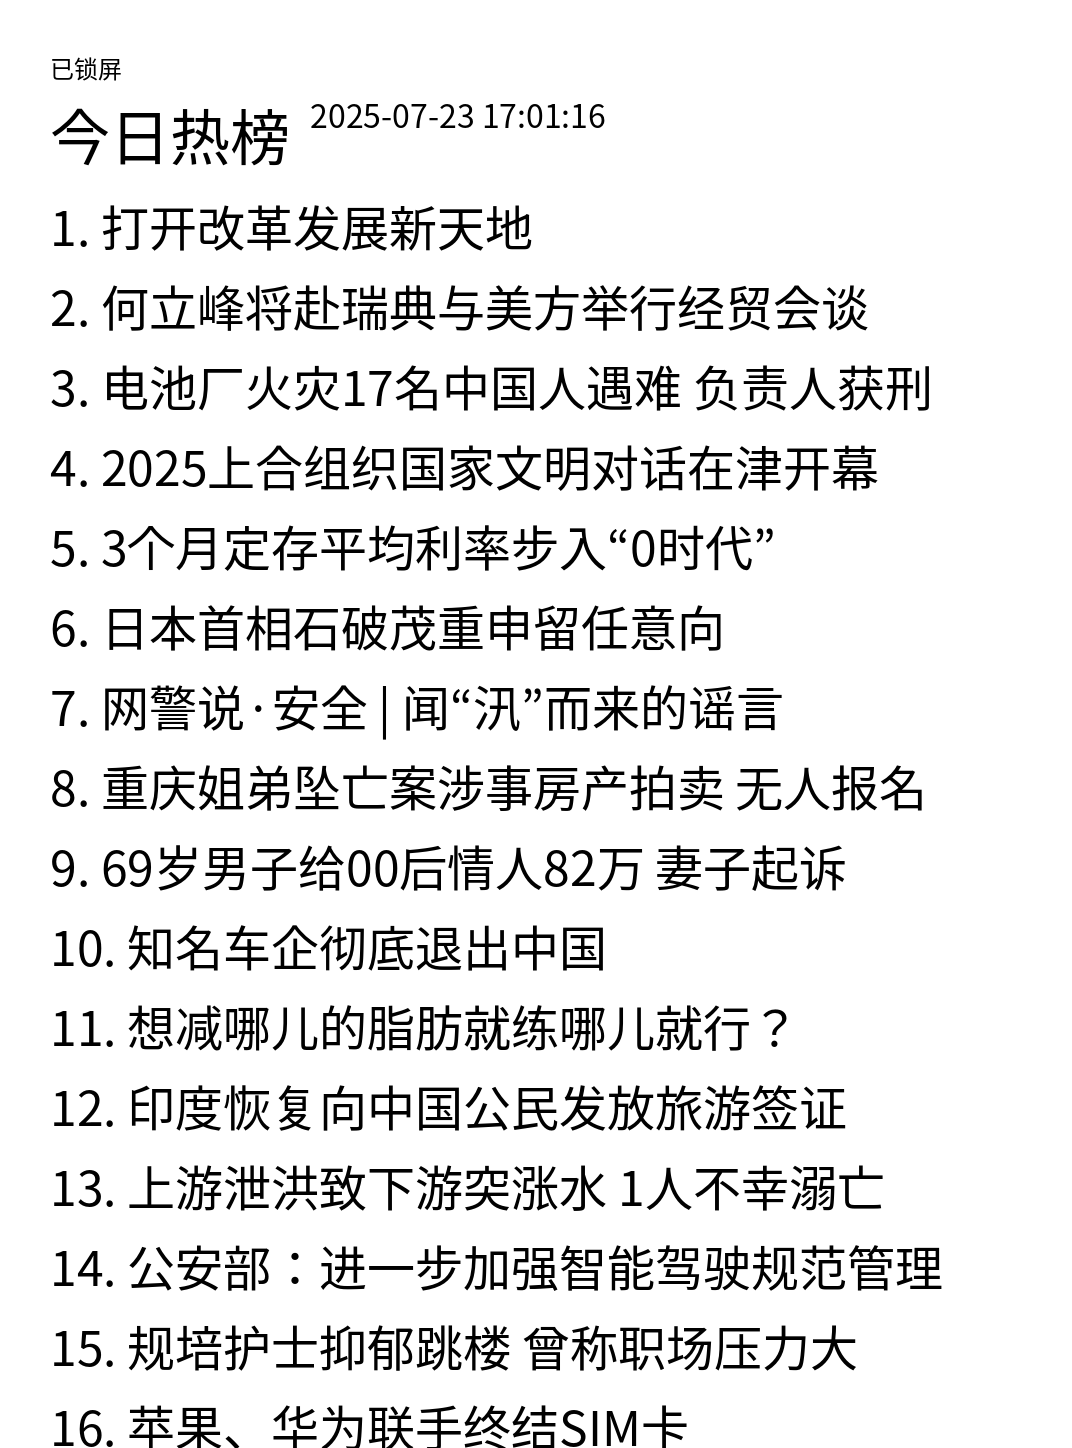 已锁屏
今日热榜 2025-07-23 17:01:16
1. 打开改革发展新天地
2. 何立峰将赴瑞典与美方举行经贸会谈
3. 电池厂火灾17名中国人遇难 负责人获刑
4. 2025上合组织国家文明对话在津开幕
5. 3个月定存平均利率步入“0时代”
6. 日本首相石破茂重申留任意向
7. 网警说·安全 | 闻“汛”而来的谣言
8. 重庆姐弟坠亡案涉事房产拍卖 无人报名
9. 69岁男子给00后情人82万 妻子起诉
10. 知名车企彻底退出中国
11. 想减哪儿的脂肪就练哪儿就行？
12. 印度恢复向中国公民发放旅游签证
13. 上游泄洪致下游突涨水 1人不幸溺亡
14. 公安部：进一步加强智能驾驶规范管理
15. 规培护士抑郁跳楼 曾称职场压力大
16. 苹果、华为联手终结SIM卡